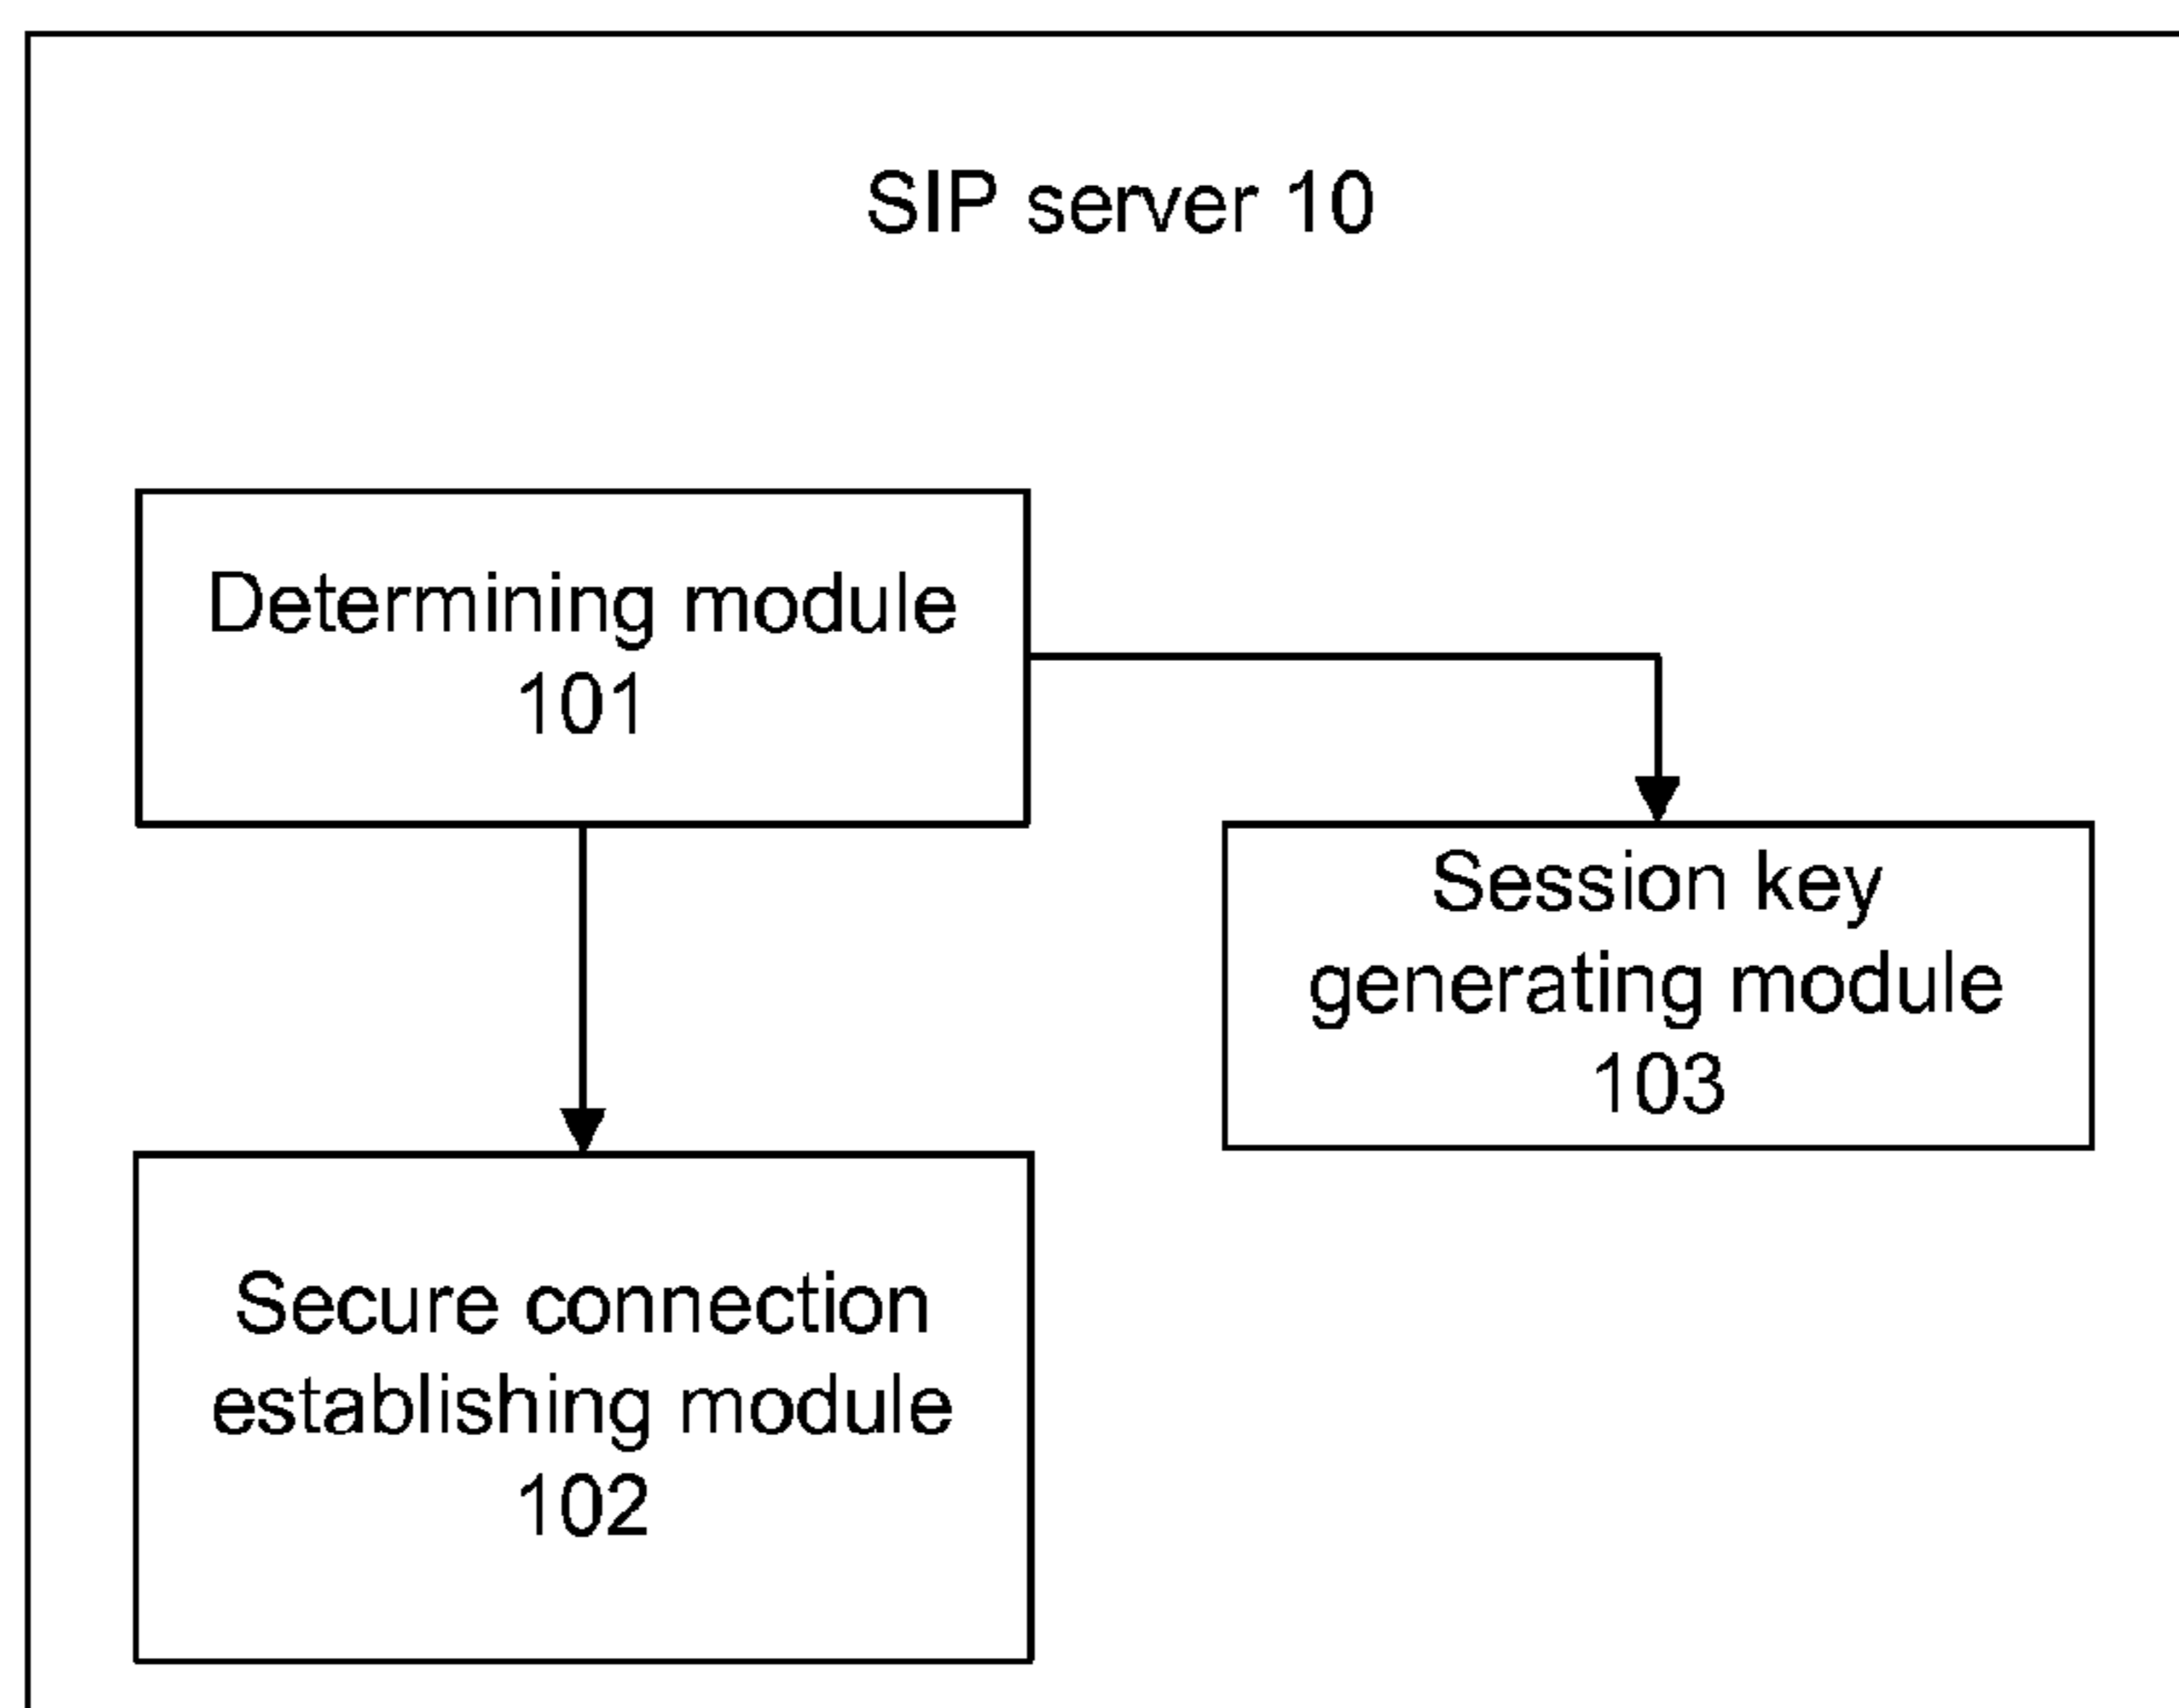 SIP server 10
Determining module
101
Session key
generating module
103
Secure connection
establishing module
102